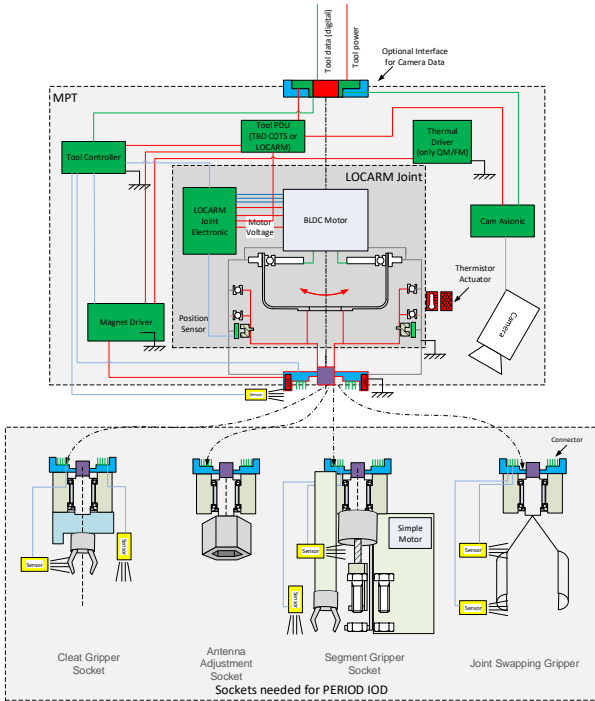 Tool data (digital)
Tool power
Optional Interface
for Camera Data
MPT
Tool PDU
(TBD COTS or
LOCARM)
Thermal
Driver
(only QM/FM)
Tool Controller
LOCARM Joint
LOCARM
Joint
Electronic
Motor
Voltage
BLDC Motor
Cam Avionic
Thermistor
Actuator
Camera
Position
Sensor
Magnet Driver
Sensor
Connector
Sensor
Sensor
Simple
Motor
Sensor
Sensor
Sensor
Sensor
Cleat Gripper
Socket
Antenna
Adjustment
Socket
Segment Gripper
Socket
Joint Swapping Gripper
Sockets needed for PERIOD IOD